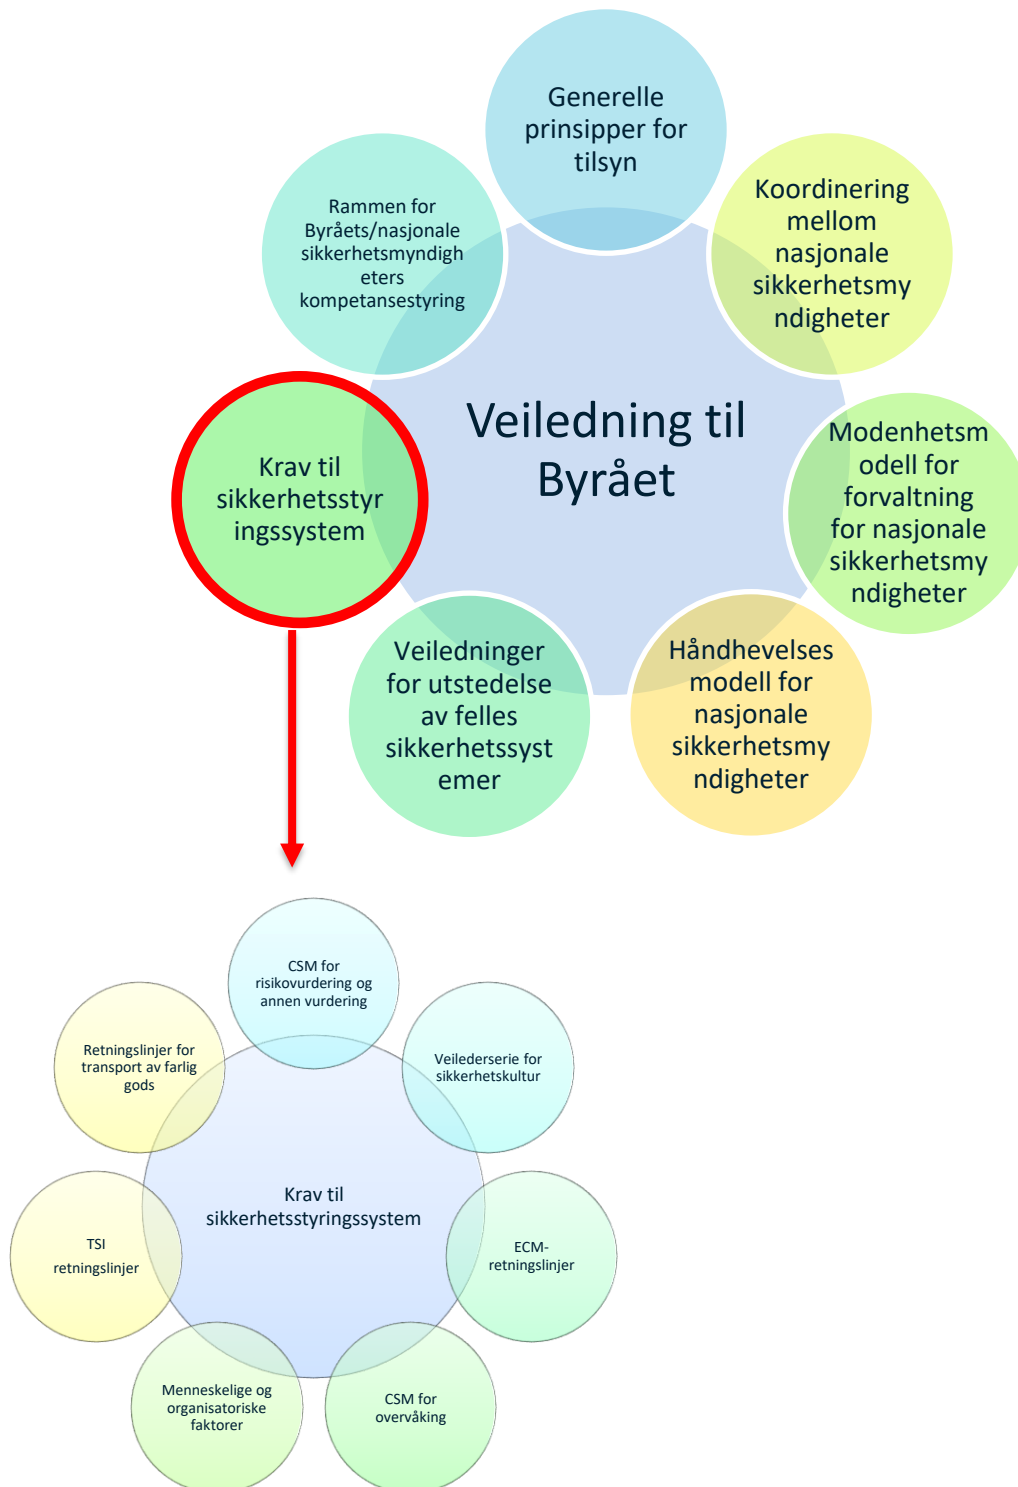 Generelle
prinsipper for
tilsyn
Koordinering
mellom
nasjonale
sikkerhetsmy
ndigheter
Rammen for
Byråets/nasjonale
sikkerhetsmyndigh
eters
kompetansestyring
Veiledning til
Byrået
Modenhetsm
odell for
forvaltning
for nasjonale
sikkerhetsmy
ndigheter
Krav til
sikkerhetsstyr
ingssystem
Veiledninger
for utstedelse
av felles
sikkerhetssyst
emer
Håndhevelses
modell for
nasjonale
sikkerhetsmy
ndigheter
CSM for
risikovurdering og
annen vurdering
Retningslinjer for
transport av farlig
gods
Veilederserie for
sikkerhetskultur
Krav til
sikkerhetsstyringssystem
TSI
retningslinjer
ECM-
retningslinjer
Menneskelige og
organisatoriske
faktorer
CSM for
overvåking